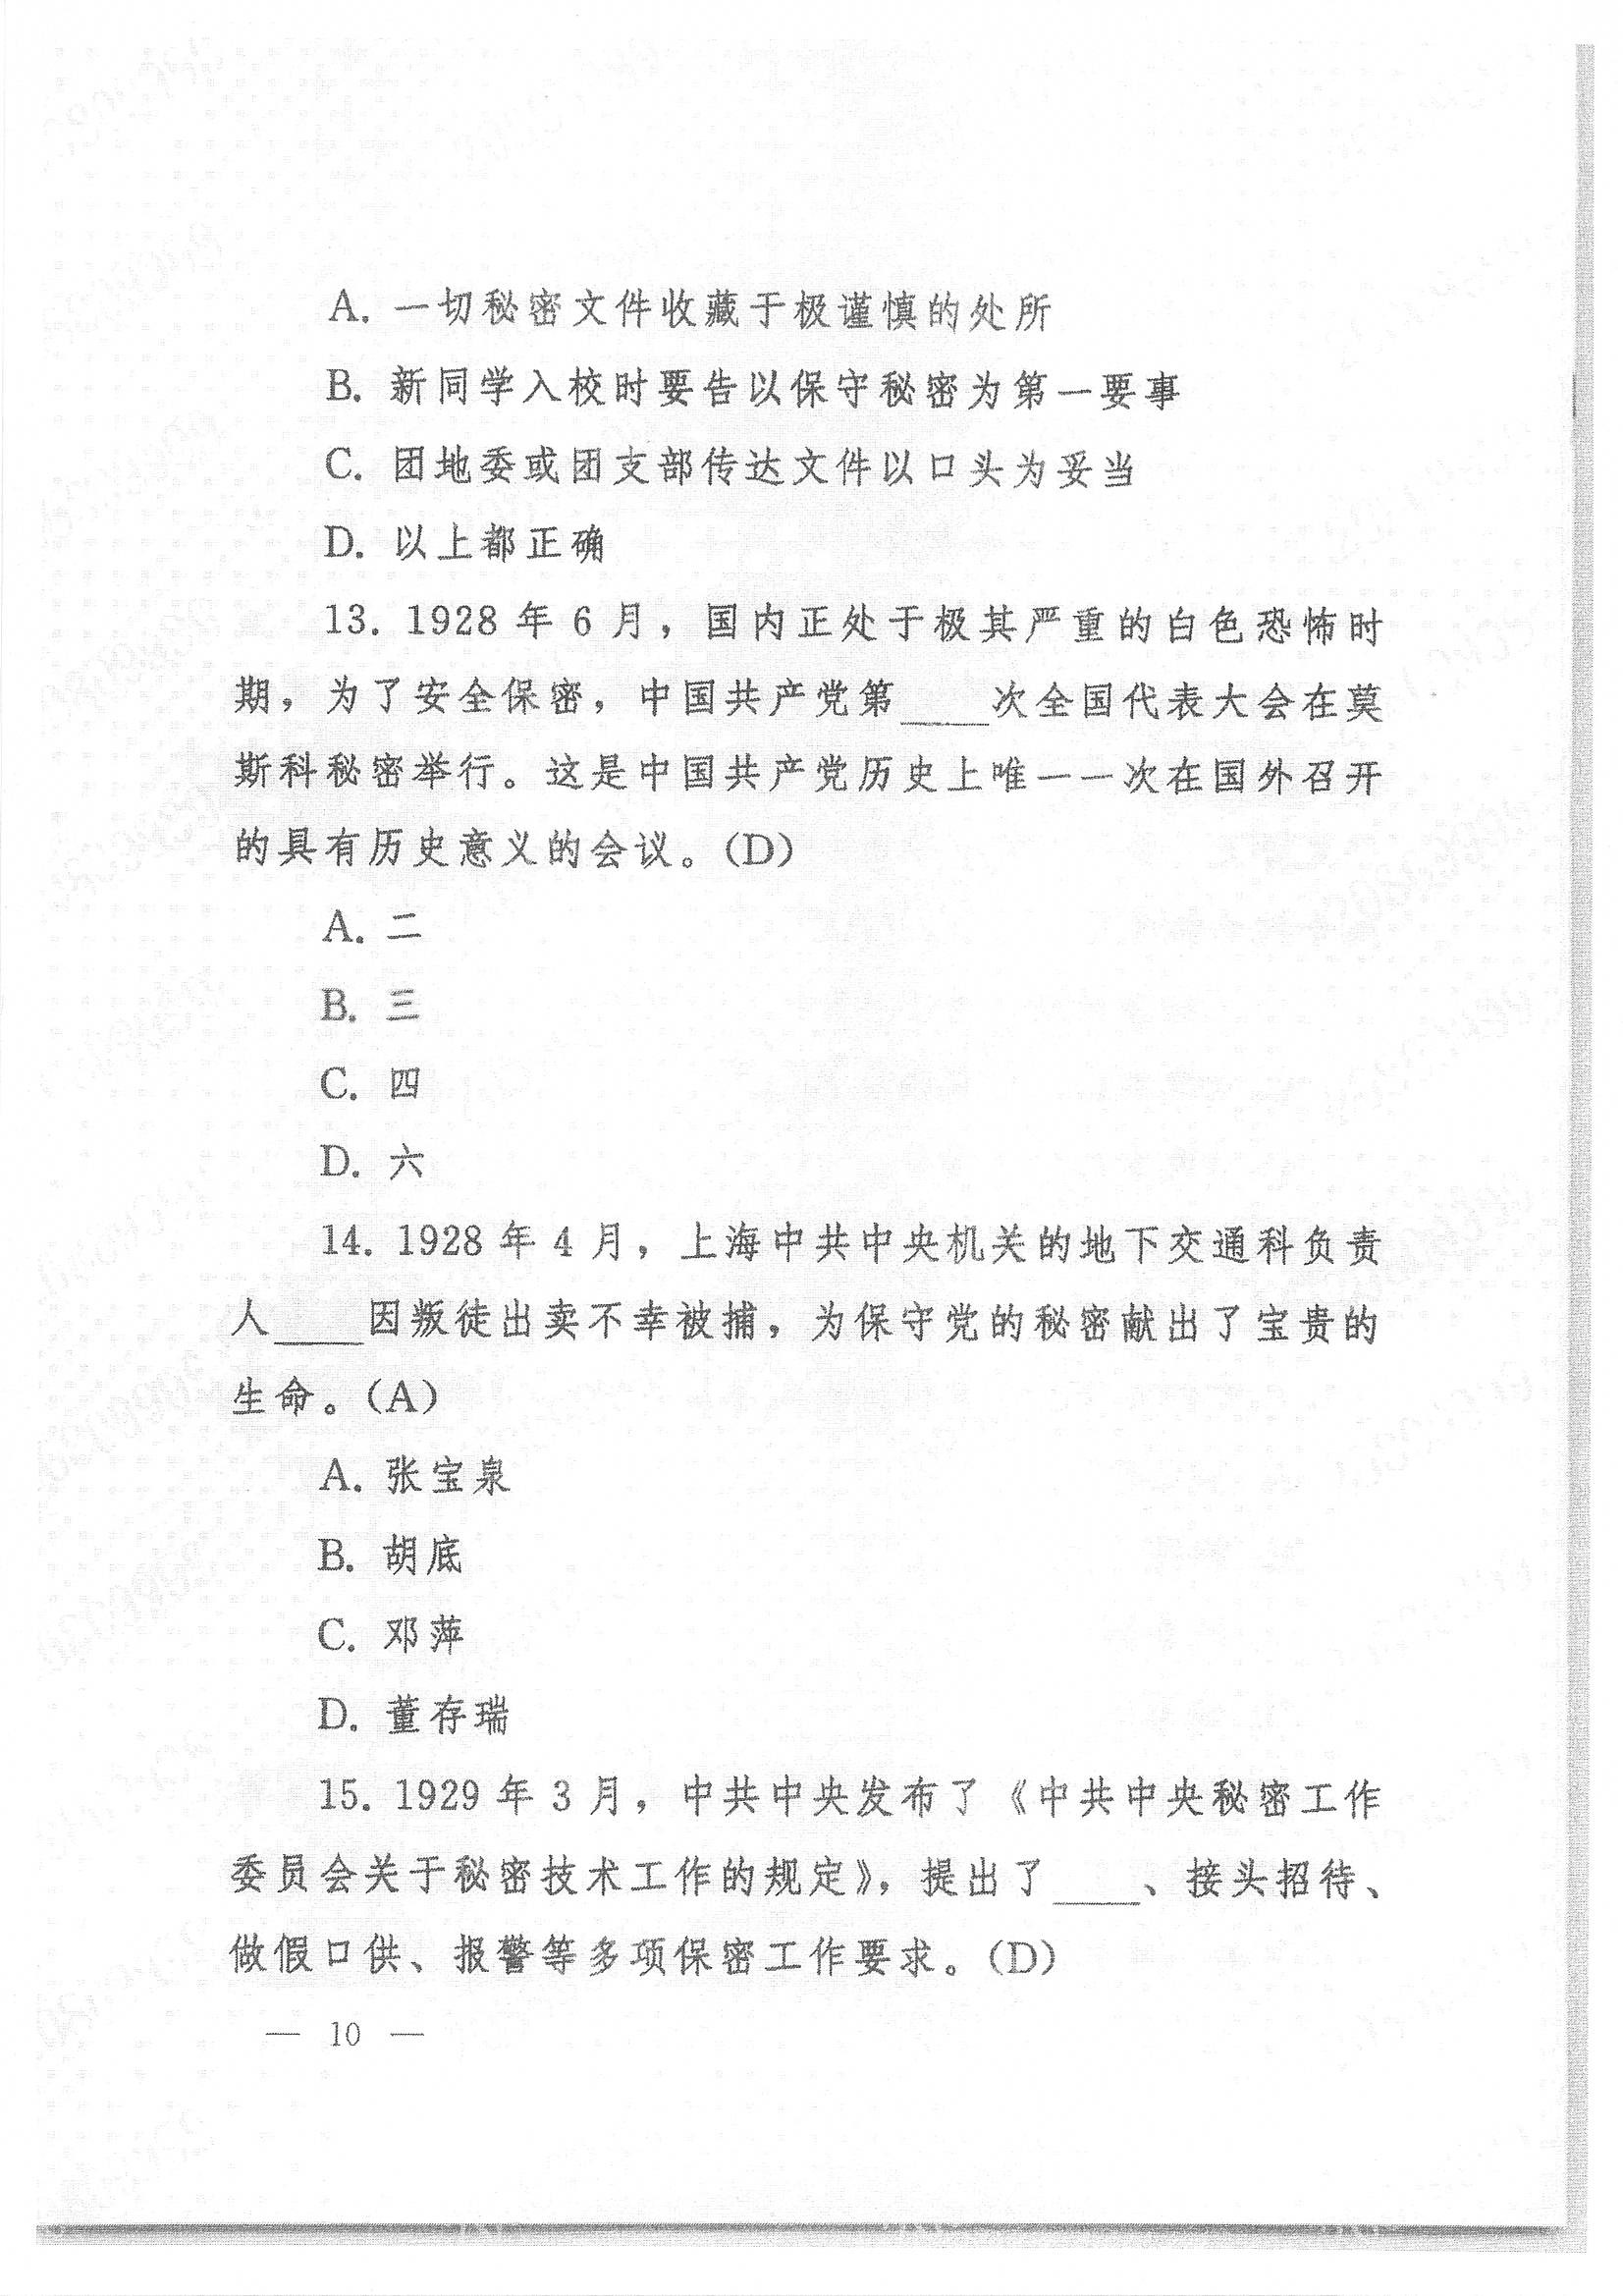 A. 一切秘密文件收藏于极谨慎的处所
B. 新同学入校时要告以保守秘密为第一要事
C. 团地委或团支部传达文件以口头为妥当
D. 以上都正确
13. 1928 年 6 月，国内正处于极其严重的白色恐怖时
期，为了安全保密，中国共产党第____次全国代表大会在莫
斯科秘密举行。这是中国共产党历史上唯一一次在国外召开
的具有历史意义的会议。(D)
A. 二
B. 三
C. 四
D. 六
14. 1928 年 4 月，上海中共中央机关的地下交通科负责
人____因叛徒出卖不幸被捕，为保守党的秘密献出了宝贵的
生命。(A)
A. 张宝泉
B. 胡底
C. 邓萍
D. 董存瑞
15. 1929 年 3 月，中共中央发布了《中共中央秘密工作
委员会关于秘密技术工作的规定》，提出了____、接头招待、
做假口供、报警等多项保密工作要求。(D)
— 10 —